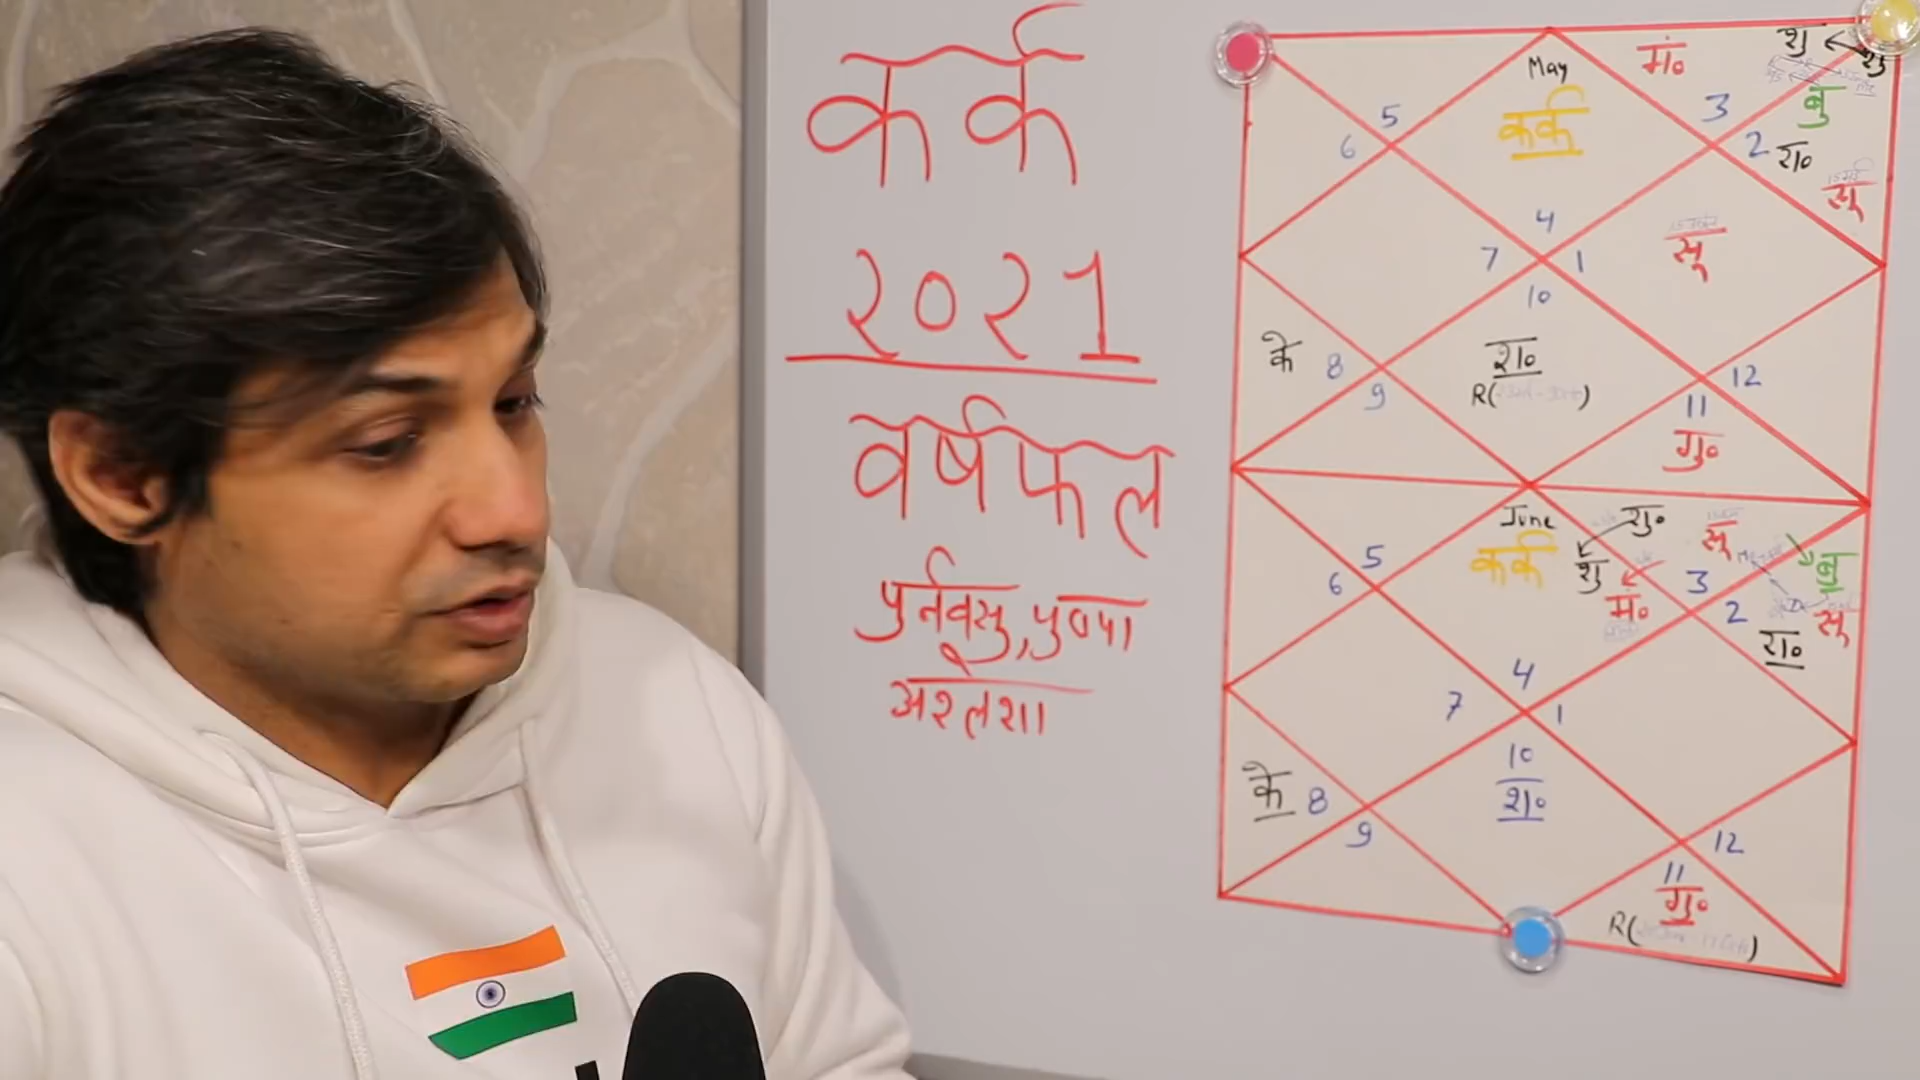 कर्क
२०२1
वर्षफल
पुर्नवसु, पुष्पा
अश्लेशा
May
कर्क
मं०
शु
शु
बु
5
6
3
2
रा०
सू
4
7
1
सू
10
के
8
9
श०
R(
)
12
11
गु०
June
कर्क
शु०
शु
सू
बु
5
6
मं०
3
2
सू
रा०
4
7
1
10
श०
के
8
9
12
11
गु०
R(
)